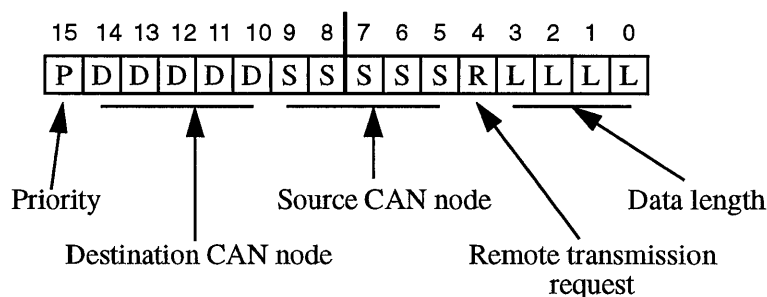 15 14 13 12 11 10 9 8 7 6 5 4 3 2 1 0
P D D D D D S S S S S R L L L L
Priority
Source CAN node
Data length
Destination CAN node
Remote transmission
request